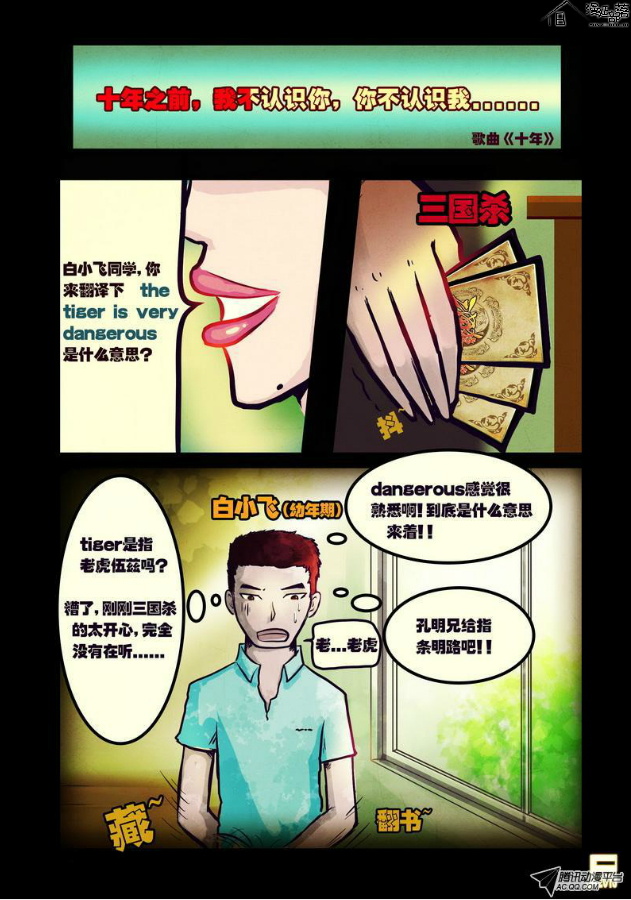 十年之前，我不认识你，你不认识我......
歌曲《十年》
白小飞同学，你
来翻译下 the
tiger is very
dangerous
是什么意思？
三国杀
抖~
白小飞（幼年期）
dangerous感觉很
熟悉啊！到底是什么意思
来着！！
tiger是指
老虎伍兹吗？
糟了，刚刚三国杀
的太开心，完全
没有在听......
老...老虎
孔明兄给指
条明路吧！！
藏~
翻书~
腾讯动漫平台
AC.QQ.COM